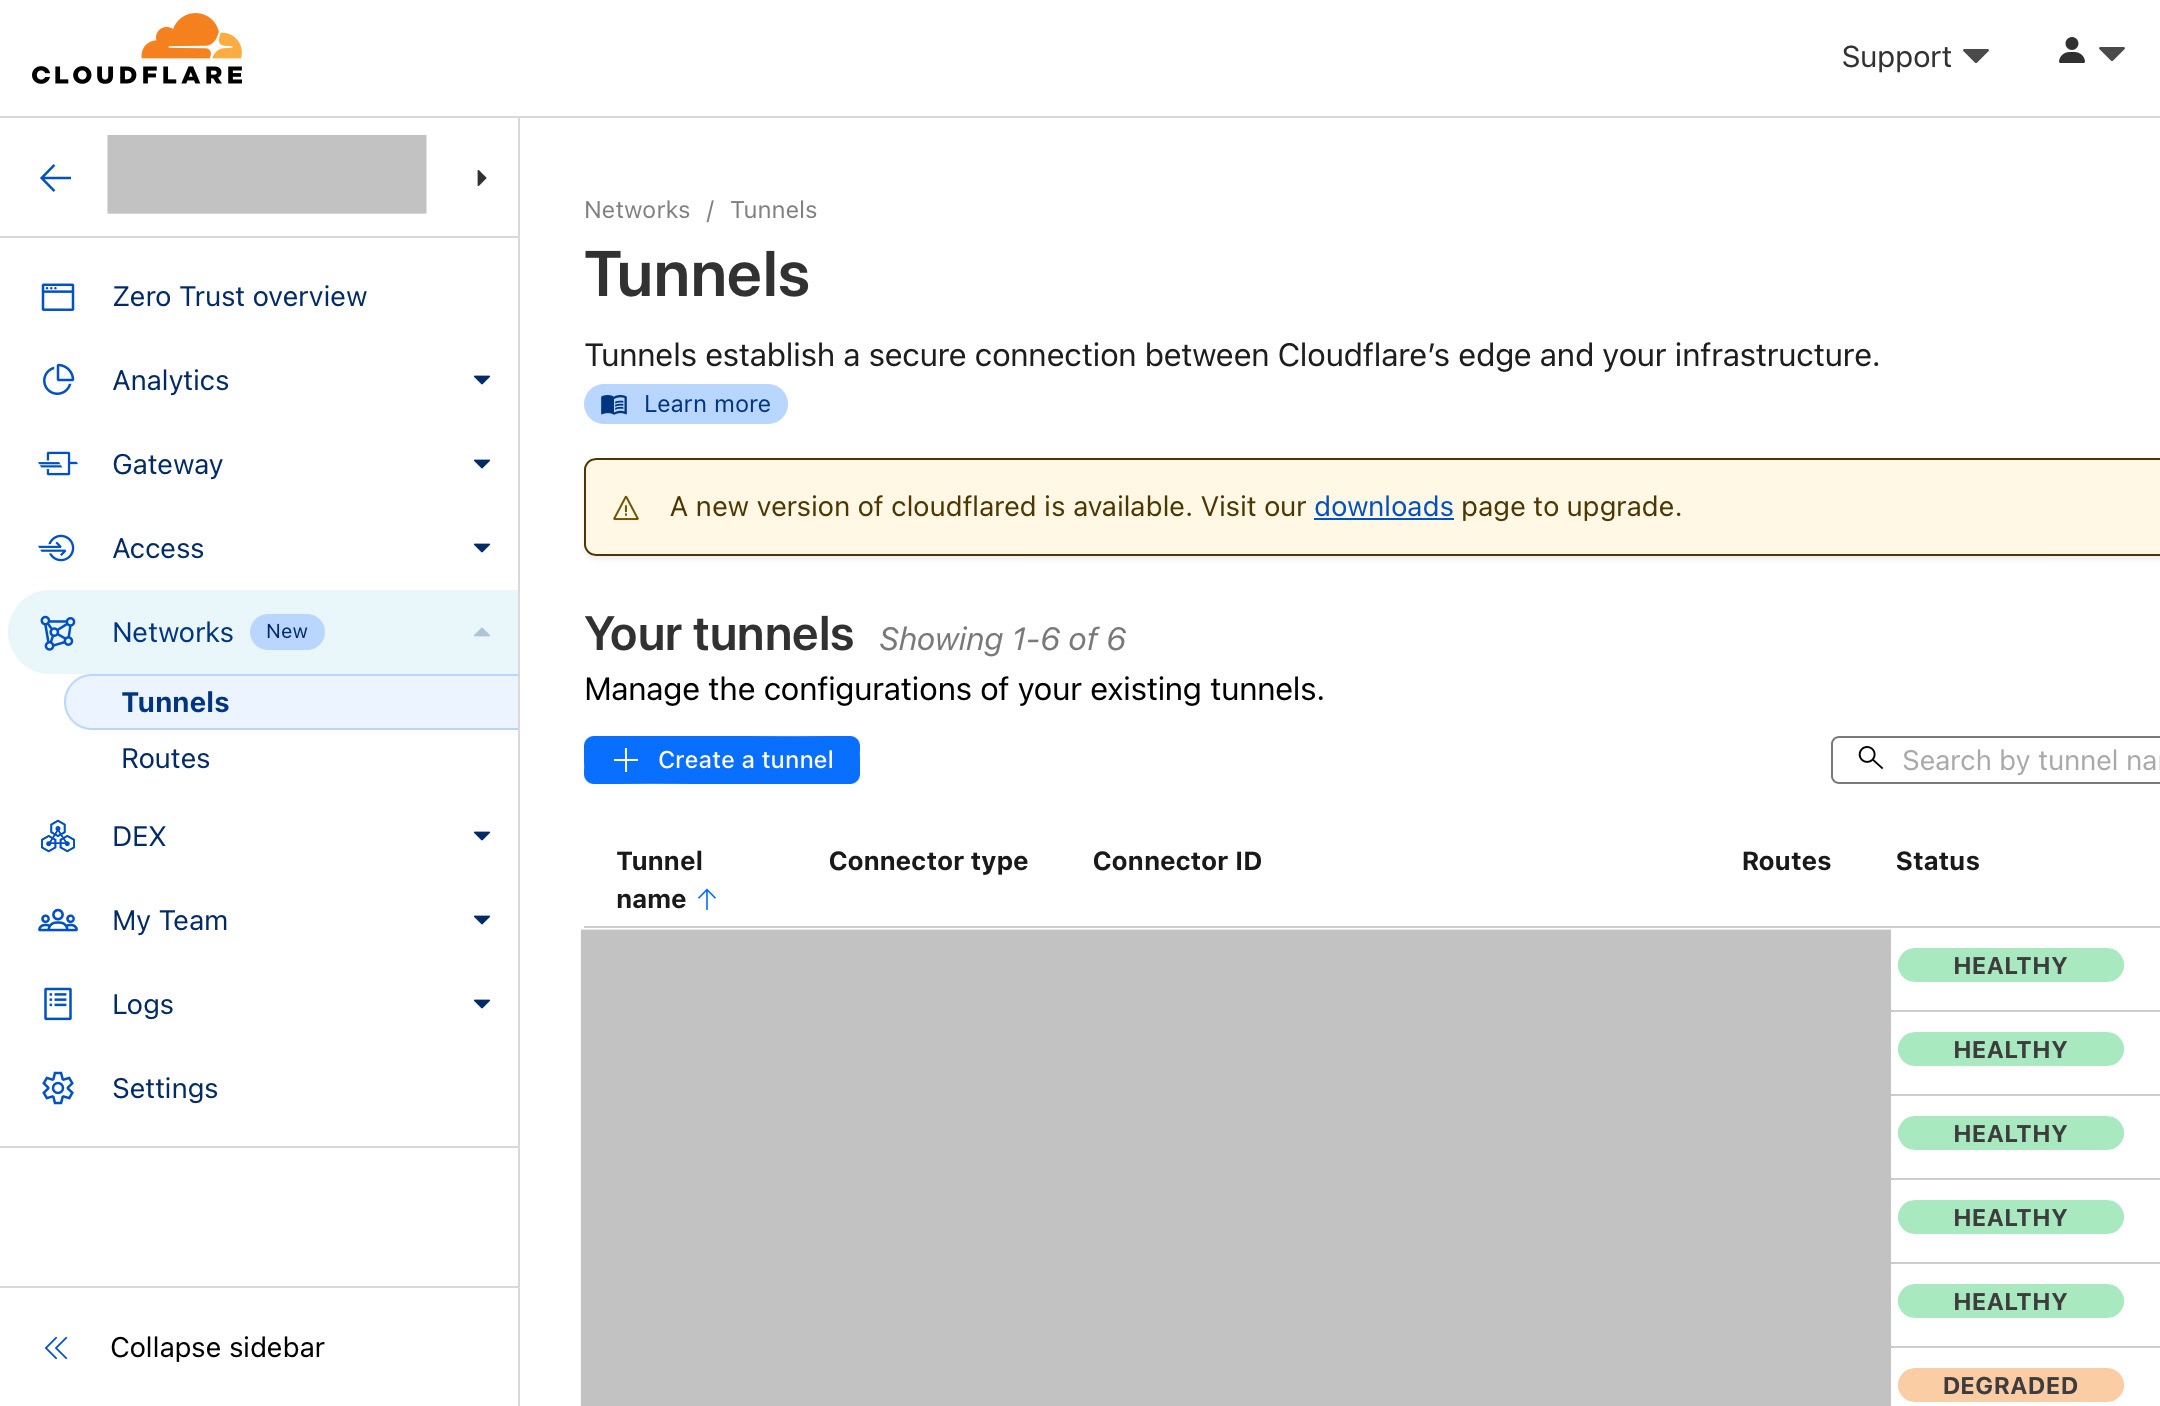 CLOUDFLARE
Support
Zero Trust overview
Analytics
Gateway
Access
Networks New
Tunnels
Routes
DEX
My Team
Logs
Settings
Collapse sidebar
Networks / Tunnels
Tunnels
Tunnels establish a secure connection between Cloudflare’s edge and your infrastructure.
Learn more
A new version of cloudflared is available. Visit our downloads page to upgrade.
Your tunnels Showing 1-6 of 6
Manage the configurations of your existing tunnels.
Create a tunnel
Search by tunnel na
Tunnel name Connector type Connector ID Routes Status
HEALTHY
HEALTHY
HEALTHY
HEALTHY
HEALTHY
DEGRADED